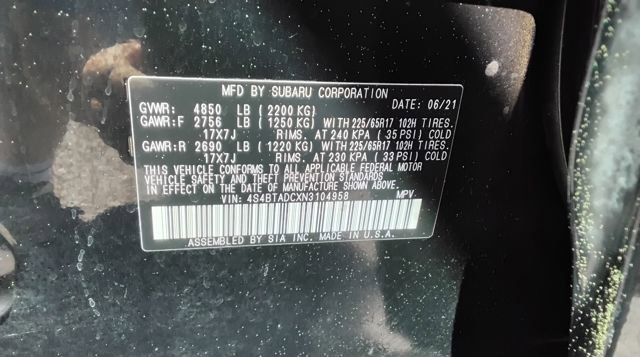 MFD BY SUBARU CORPORATION
GVWR: 4850 LB (2200 KG) DATE: 06/21
GAWR:F 2756 LB (1250 KG) WITH 225/65R17 102H TIRES.
17X7J RIMS. AT 240 KPA (35 PSI) COLD
GAWR:R 2690 LB (1220 KG) WITH 225/65R17 102H TIRES.
17X7J RIMS. AT 230 KPA (33 PSI) COLD
THIS VEHICLE CONFORMS TO ALL APPLICABLE FEDERAL MOTOR
VEHICLE SAFETY AND THEFT PREVENTION STANDARDS
IN EFFECT ON THE DATE OF MANUFACTURE SHOWN ABOVE.
VIN: 4S4BTADCXN3104958 MPV
ASSEMBLED BY SIA INC. MADE IN U.S.A.